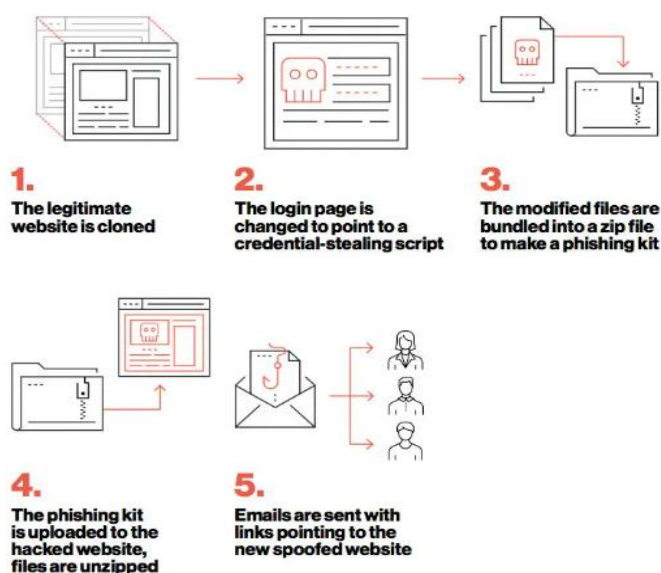 1.
The legitimate
website is cloned
2.
The login page is
changed to point to a
credential-stealing script
3.
The modified files are
bundled into a zip file
to make a phishing kit
4.
The phishing kit
is uploaded to the
hacked website,
files are unzipped
5.
Emails are sent with
links pointing to the
new spoofed website